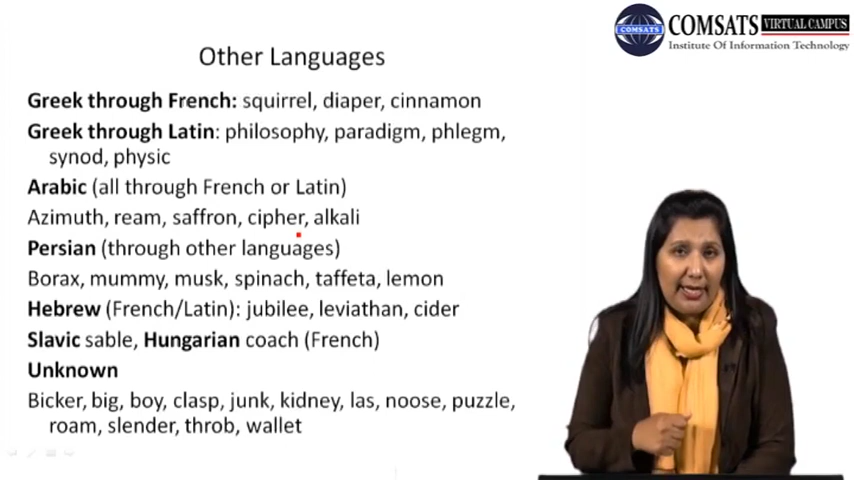 COMSATS VIRTUAL CAMPUS
Institute Of Information Technology
COMSATS
Other Languages
Greek through French: squirrel, diaper, cinnamon
Greek through Latin: philosophy, paradigm, phlegm,
synod, physic
Arabic (all through French or Latin)
Azimuth, ream, saffron, cipher, alkali
Persian (through other languages)
Borax, mummy, musk, spinach, taffeta, lemon
Hebrew (French/Latin): jubilee, leviathan, cider
Slavic sable, Hungarian coach (French)
Unknown
Bicker, big, boy, clasp, junk, kidney, las, noose, puzzle,
roam, slender, throb, wallet